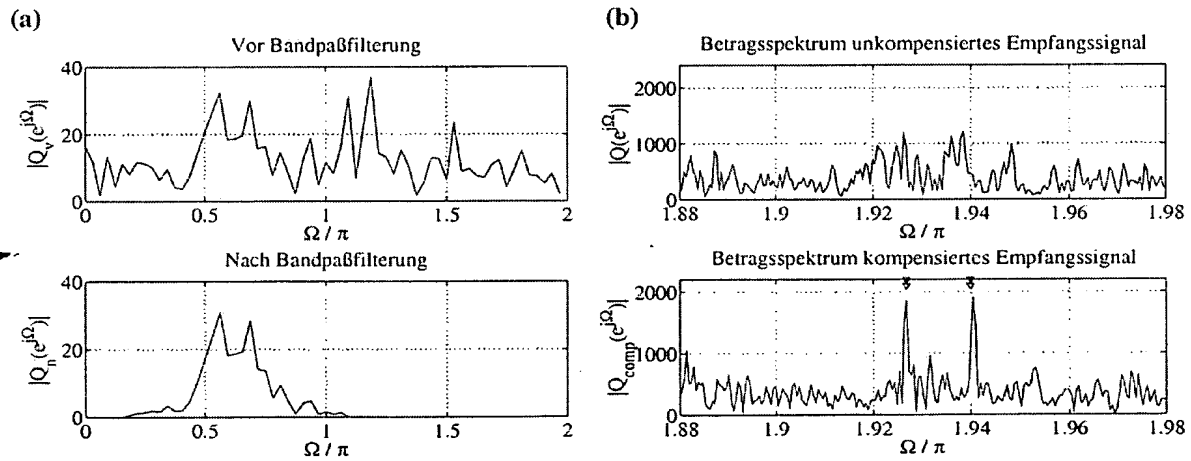 (a)
Vor Bandpaßfilterung
|Q_v(e^{jΩ})|
40
20
0
0 0.5 1 1.5 2
Ω / π
Nach Bandpaßfilterung
|Q_n(e^{jΩ})|
40
20
0
0 0.5 1 1.5 2
Ω / π
(b)
Betragsspektrum unkompensiertes Empfangssignal
|Q(e^{jΩ})|
2000
1000
0
1.88 1.9 1.92 1.94 1.96 1.98
Ω / π
Betragsspektrum kompensiertes Empfangssignal
|Q_{comp}(e^{jΩ})|
2000
1000
0
1.88 1.9 1.92 1.94 1.96 1.98
Ω / π